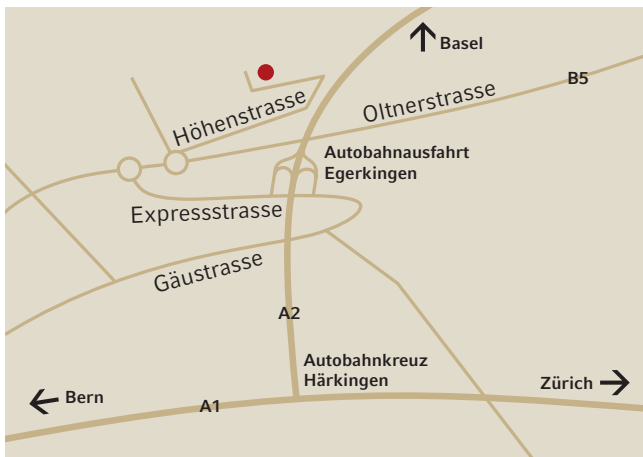 Basel
B5
Höhenstrasse
Oltnerstrasse
Autobahnausfahrt
Egerkingen
Expressstrasse
Gäustrasse
A2
Autobahnkreuz
Härkingen
Zürich
Bern
A1